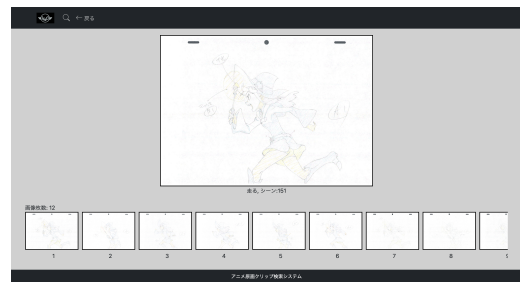 ← 戻る
走る, シーン:151
画像枚数: 12
1 2 3 4 5 6 7 8
アニメ原画クリップ検索システム